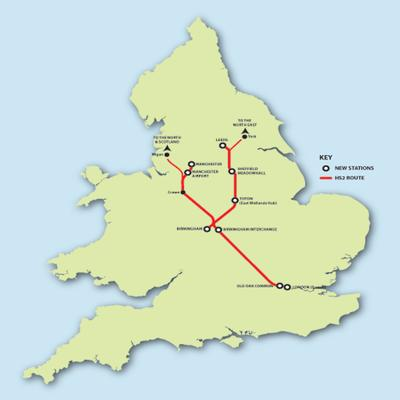 TO THE
NORTH EAST
York
TO THE NORTH
& SCOTLAND
LEEDS
Wigan
MANCHESTER
MANCHESTER
AIRPORT
SHEFFIELD
MEADOWHALL
Crewe
TOTON
(East Midlands Hub)
BIRMINGHAM
BIRMINGHAM INTERCHANGE
OLD OAK COMMON
LONDON
KEY
NEW STATIONS
HS2 ROUTE